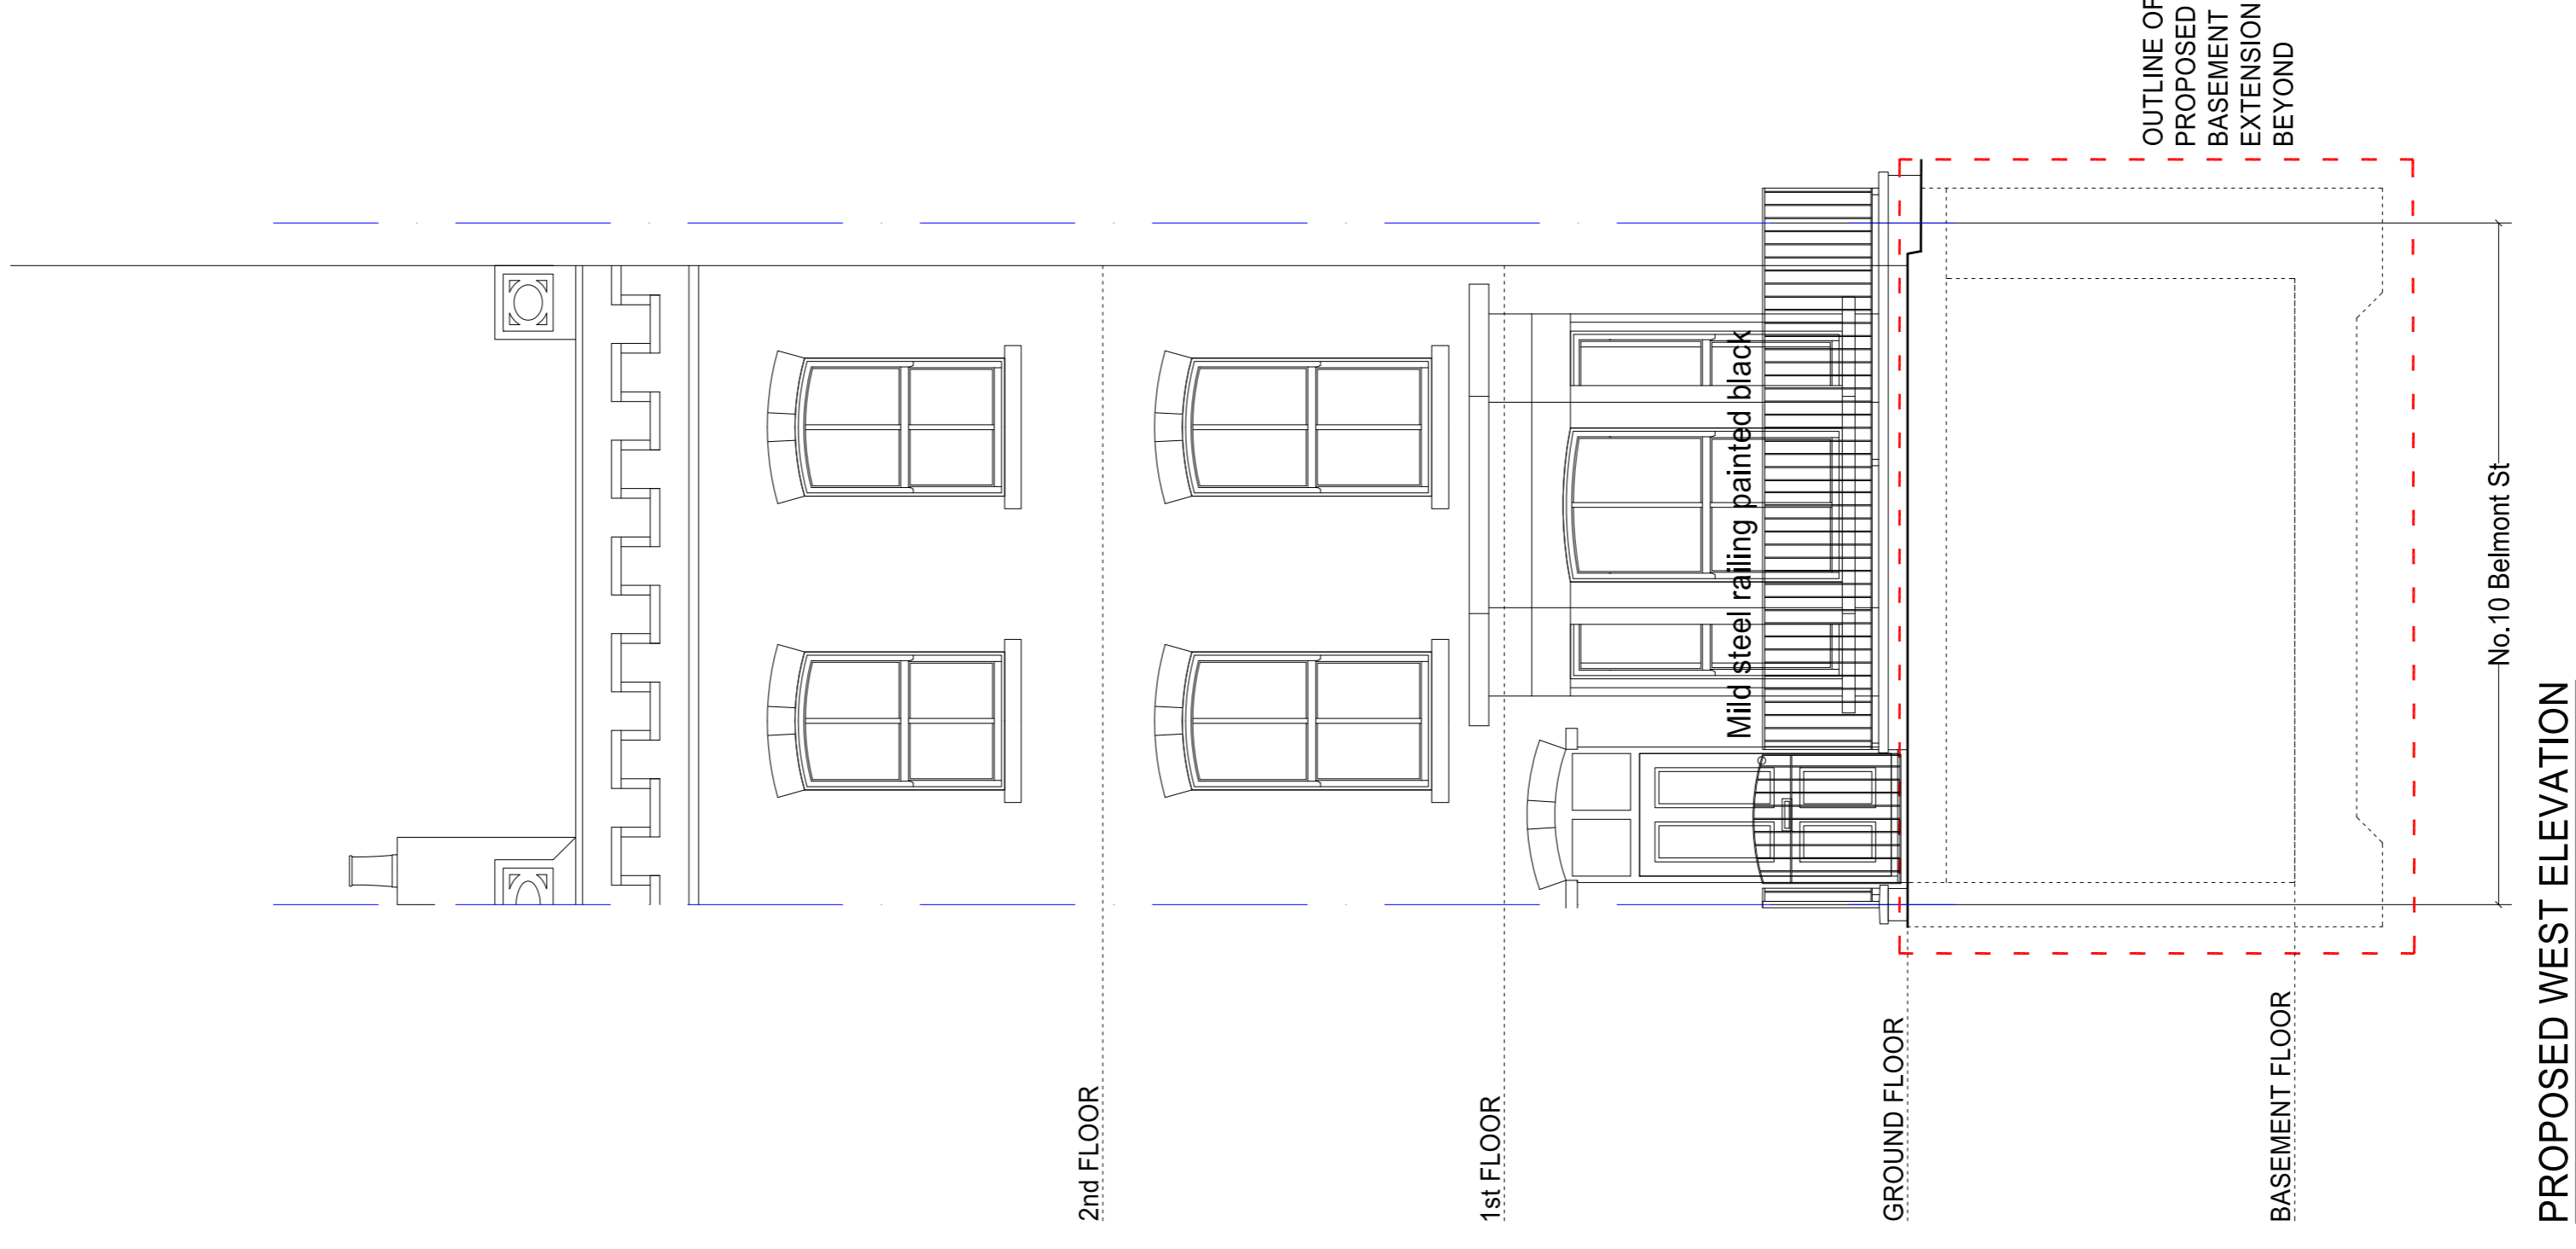 2nd FLOOR
1st FLOOR
Mild steel railing painted black
GROUND FLOOR
OUTLINE OF
PROPOSED
BASEMENT
EXTENSION
BEYOND
BASEMENT FLOOR
No.10 Belmont St
PROPOSED WEST ELEVATION